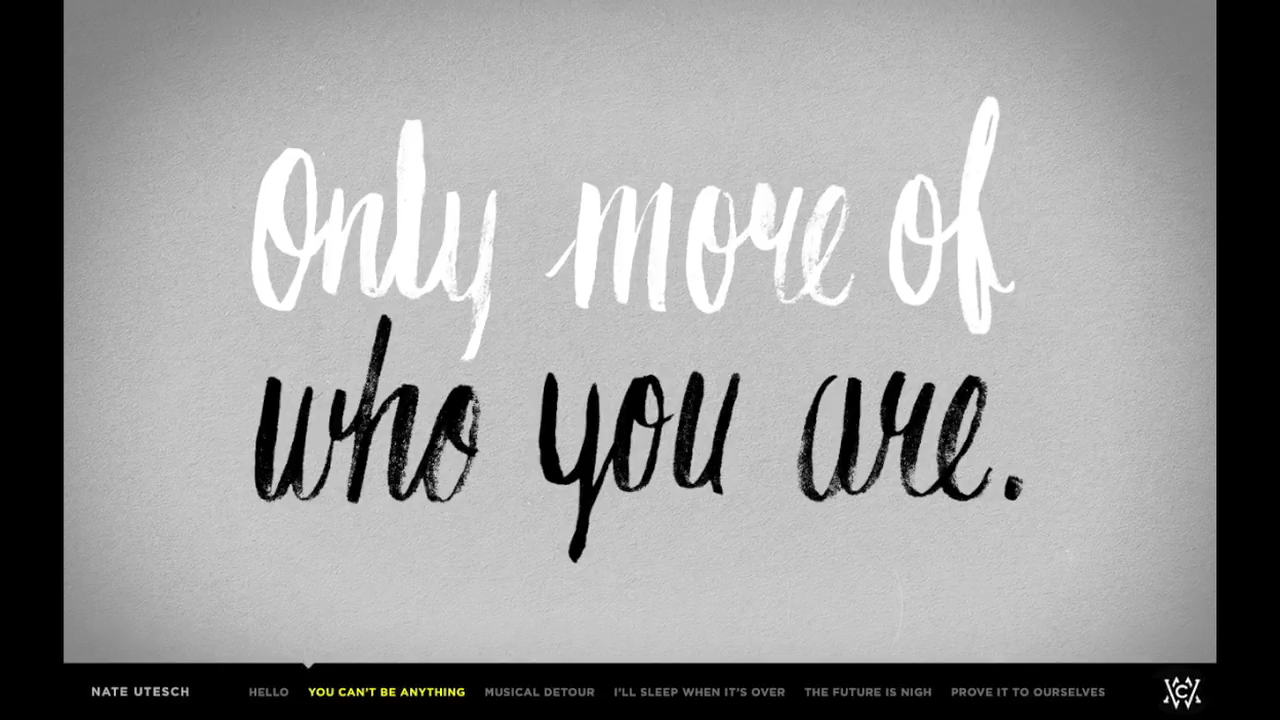 Only more of
who you are.
NATE UTESCH HELLO YOU CAN'T BE ANYTHING MUSICAL DETOUR I'LL SLEEP WHEN IT'S OVER THE FUTURE IS NIGH PROVE IT TO OURSELVES